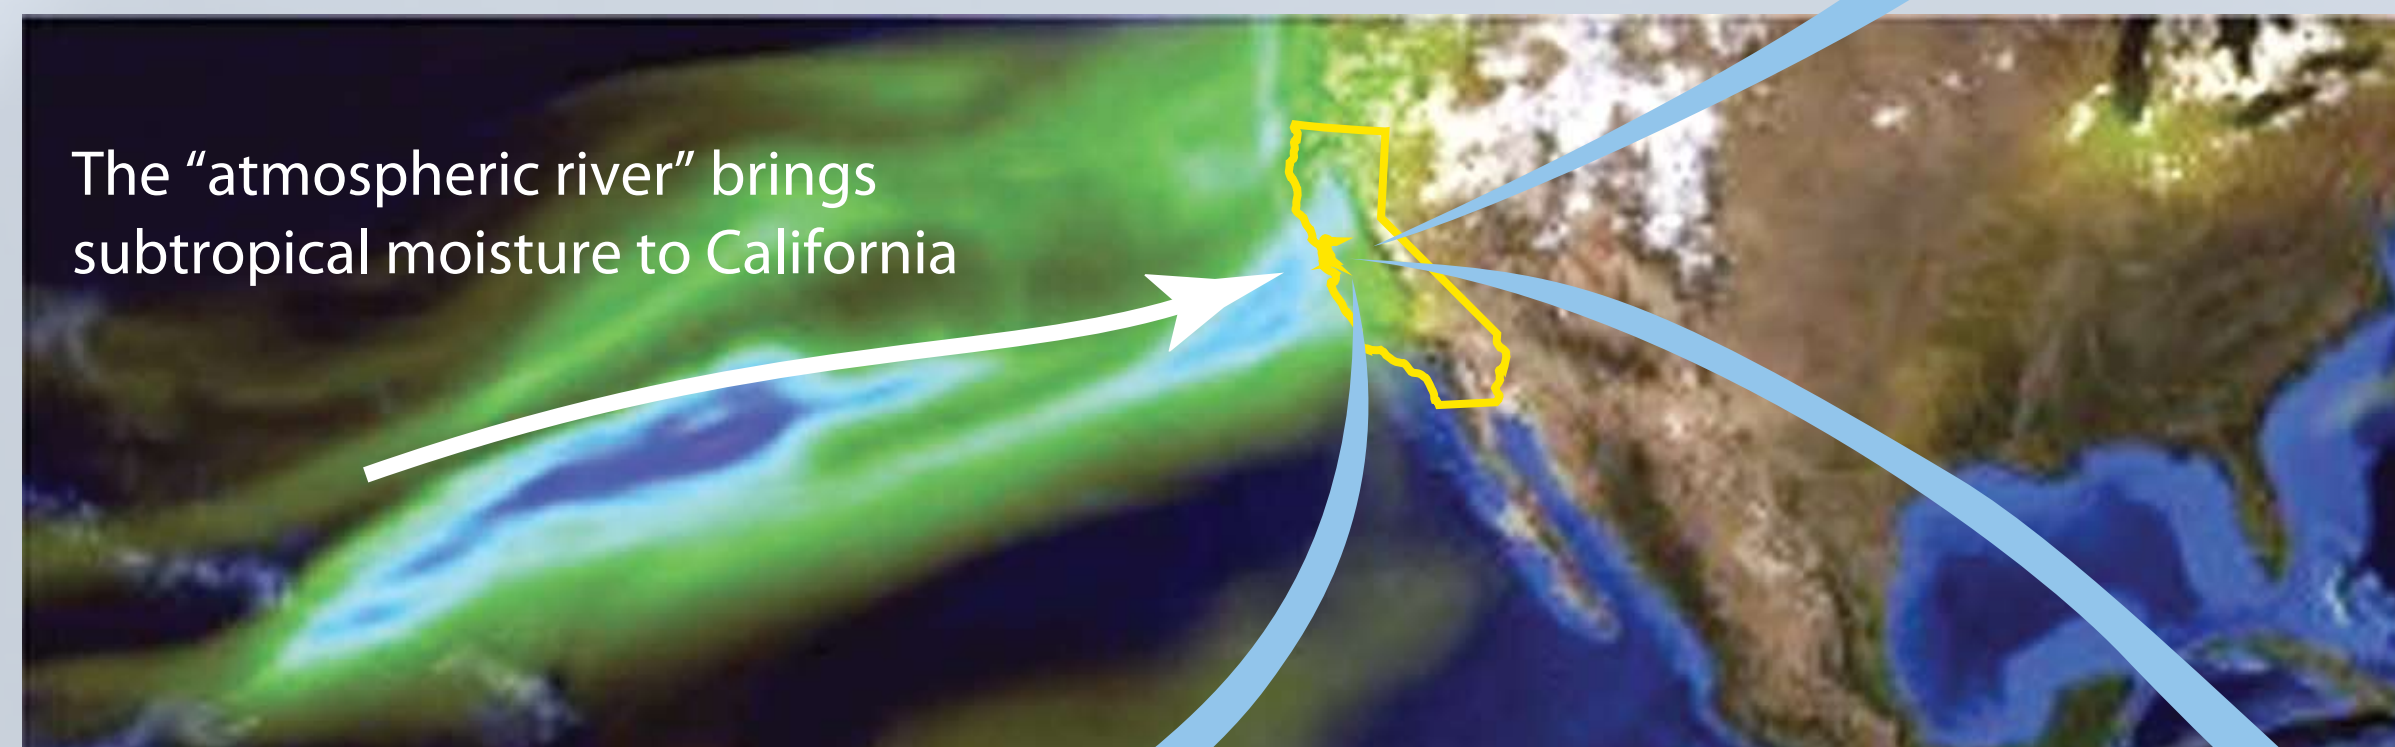 The “atmospheric river” brings
subtropical moisture to California